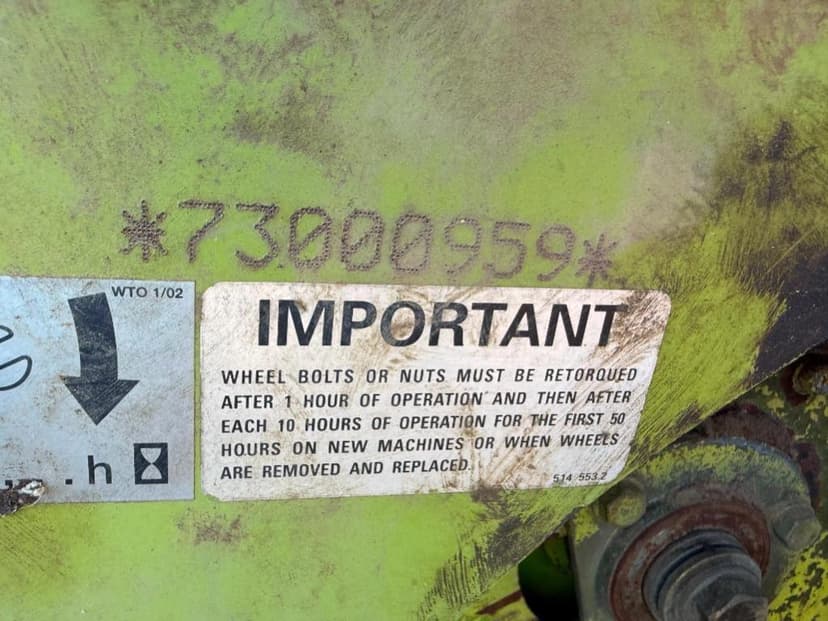 *73000959*
WTO 1/02
h
IMPORTANT
WHEEL BOLTS OR NUTS MUST BE RETORQUED
AFTER 1 HOUR OF OPERATION AND THEN AFTER
EACH 10 HOURS OF OPERATION FOR THE FIRST 50
HOURS ON NEW MACHINES OR WHEN WHEELS
ARE REMOVED AND REPLACED.
514 553.2